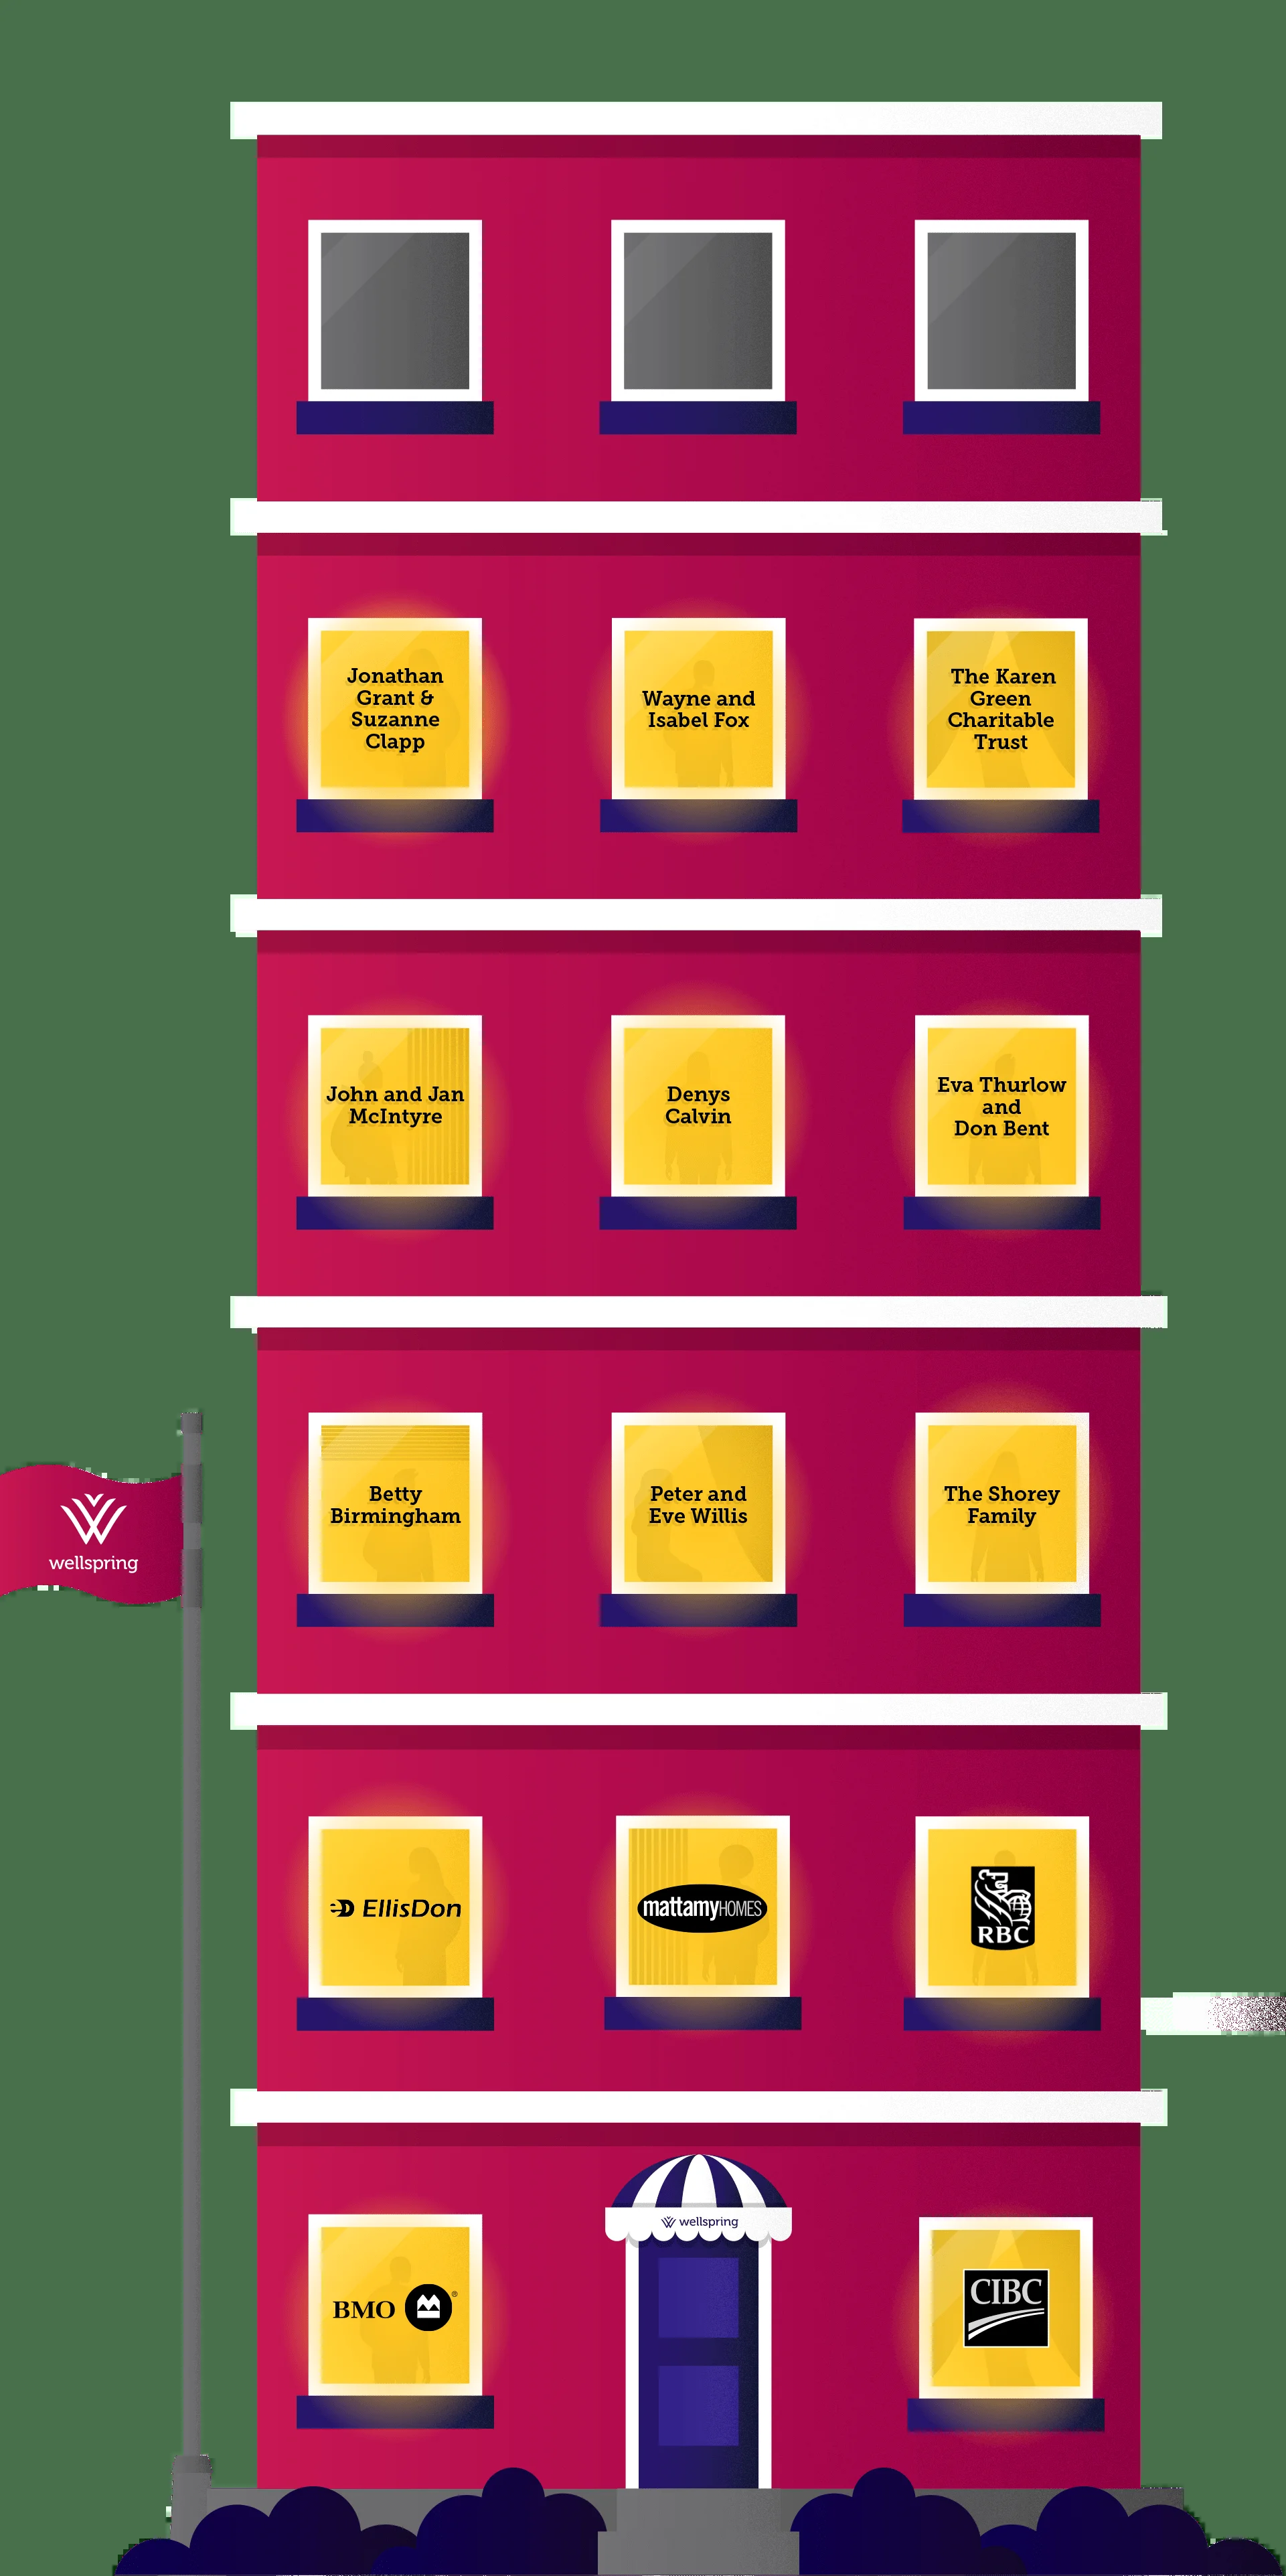 Jonathan
Grant &
Suzanne
Clapp
Wayne and
Isabel Fox
The Karen
Green
Charitable
Trust
John and Jan
McIntyre
Denys
Calvin
Eva Thurlow
and
Don Bent
Betty
Birmingham
Peter and
Eve Willis
The Shorey
Family
wellspring
EllisDon
mattamyHOMES
RBC
wellspring
BMO ®
CIBC